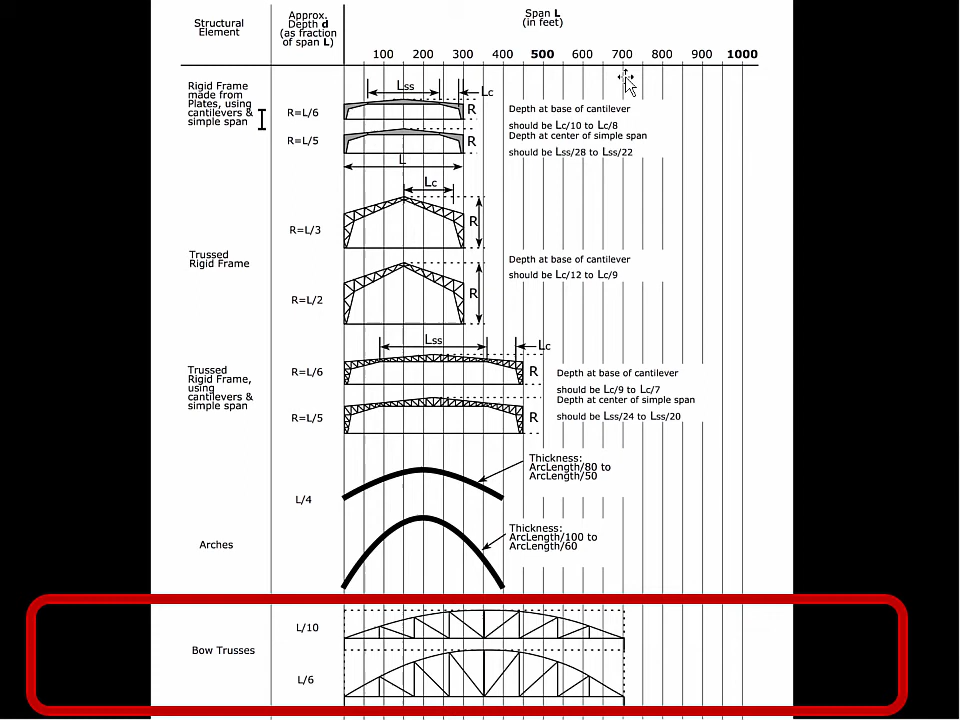 Structural
Element
Approx.
Depth d
(as fraction
of span L)
Span L
(in feet)
100 200 300 400 500 600 700 800 900 1000
Rigid Frame
made from
Plates, using
cantilevers &
simple span
R=L/6
Lss
Lc
R
Depth at base of cantilever
should be Lc/10 to Lc/8
Depth at center of simple span
should be Lss/28 to Lss/22
R=L/5
R
L
Trussed
Rigid Frame
Lc
R=L/3
R
Depth at base of cantilever
should be Lc/12 to Lc/9
R=L/2
R
Trussed
Rigid Frame,
using
cantilevers &
simple span
Lss
Lc
R=L/6
R
Depth at base of cantilever
should be Lc/9 to Lc/7
Depth at center of simple span
should be Lss/24 to Lss/20
R=L/5
R
Arches
L/4
Thickness:
ArcLength/80 to
ArcLength/50
Thickness:
ArcLength/100 to
ArcLength/60
Bow Trusses
L/10
L/6